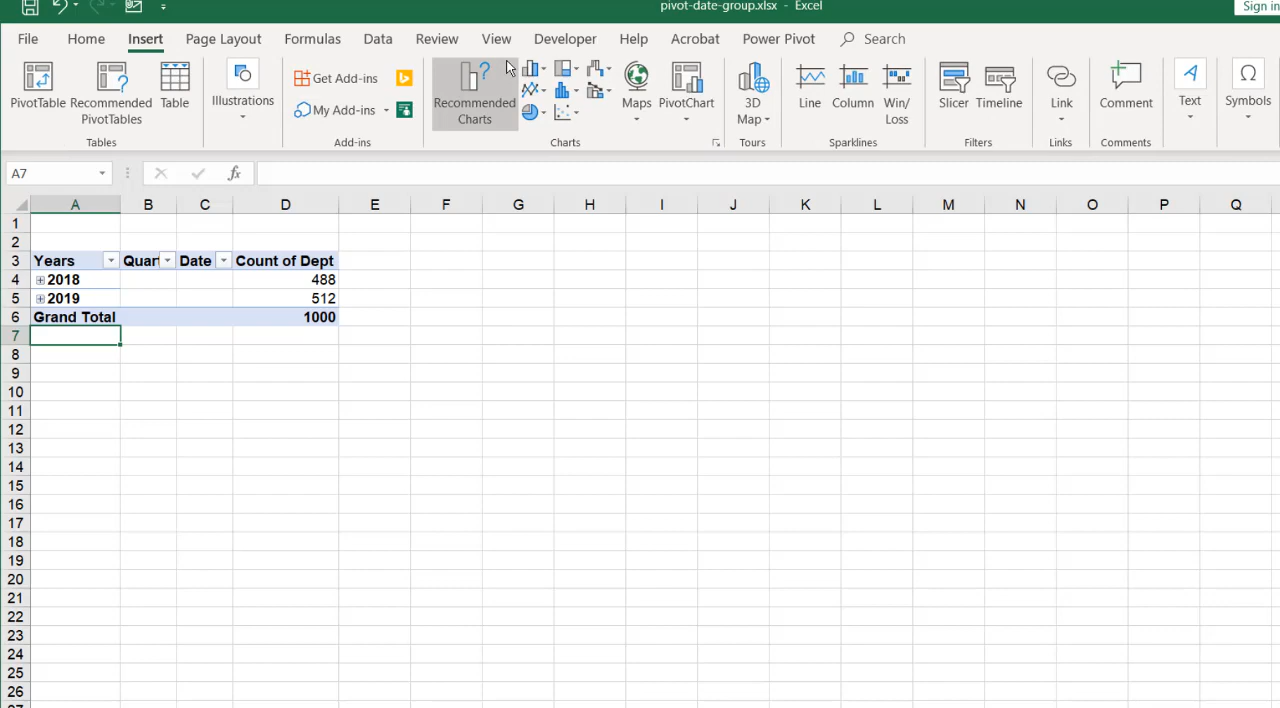 pivot-date-group.xlsx - Excel
Sign in
File Home Insert Page Layout Formulas Data Review View Developer Help Acrobat Power Pivot Search
PivotTable Recommended PivotTables Table
Illustrations
Get Add-ins
My Add-ins
Recommended Charts
Maps PivotChart
3D Map
Line Column Win/Loss
Slicer Timeline
Link
Comment
Text
Symbols
Tables Add-ins Charts Tours Sparklines Filters Links Comments
A7 fx
A B C D E F G H I J K L M N O P Q
1
2
3 Years Quart Date Count of Dept
4 2018 488
5 2019 512
6 Grand Total 1000
7
8
9
10
11
12
13
14
15
16
17
18
19
20
21
22
23
24
25
26